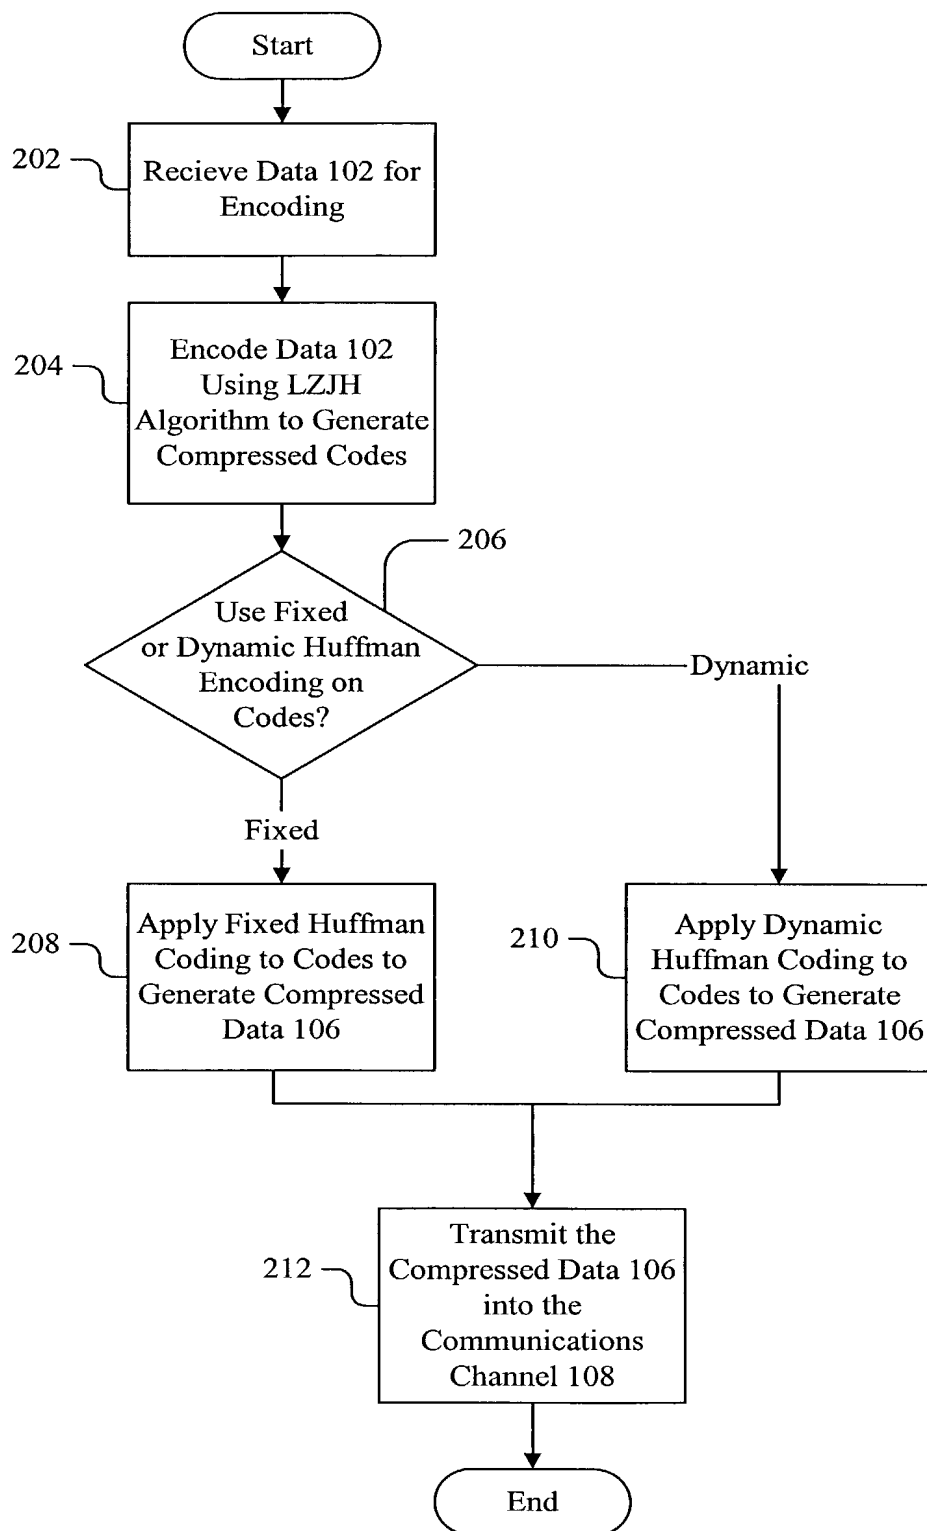 Start
202
Recieve Data 102 for
Encoding
204
Encode Data 102
Using LZJH
Algorithm to Generate
Compressed Codes
206
Use Fixed
or Dynamic Huffman
Encoding on
Codes?
Dynamic
Fixed
208
Apply Fixed Huffman
Coding to Codes to
Generate Compressed
Data 106
210
Apply Dynamic
Huffman Coding to
Codes to Generate
Compressed Data 106
212
Transmit the
Compressed Data 106
into the
Communications
Channel 108
End